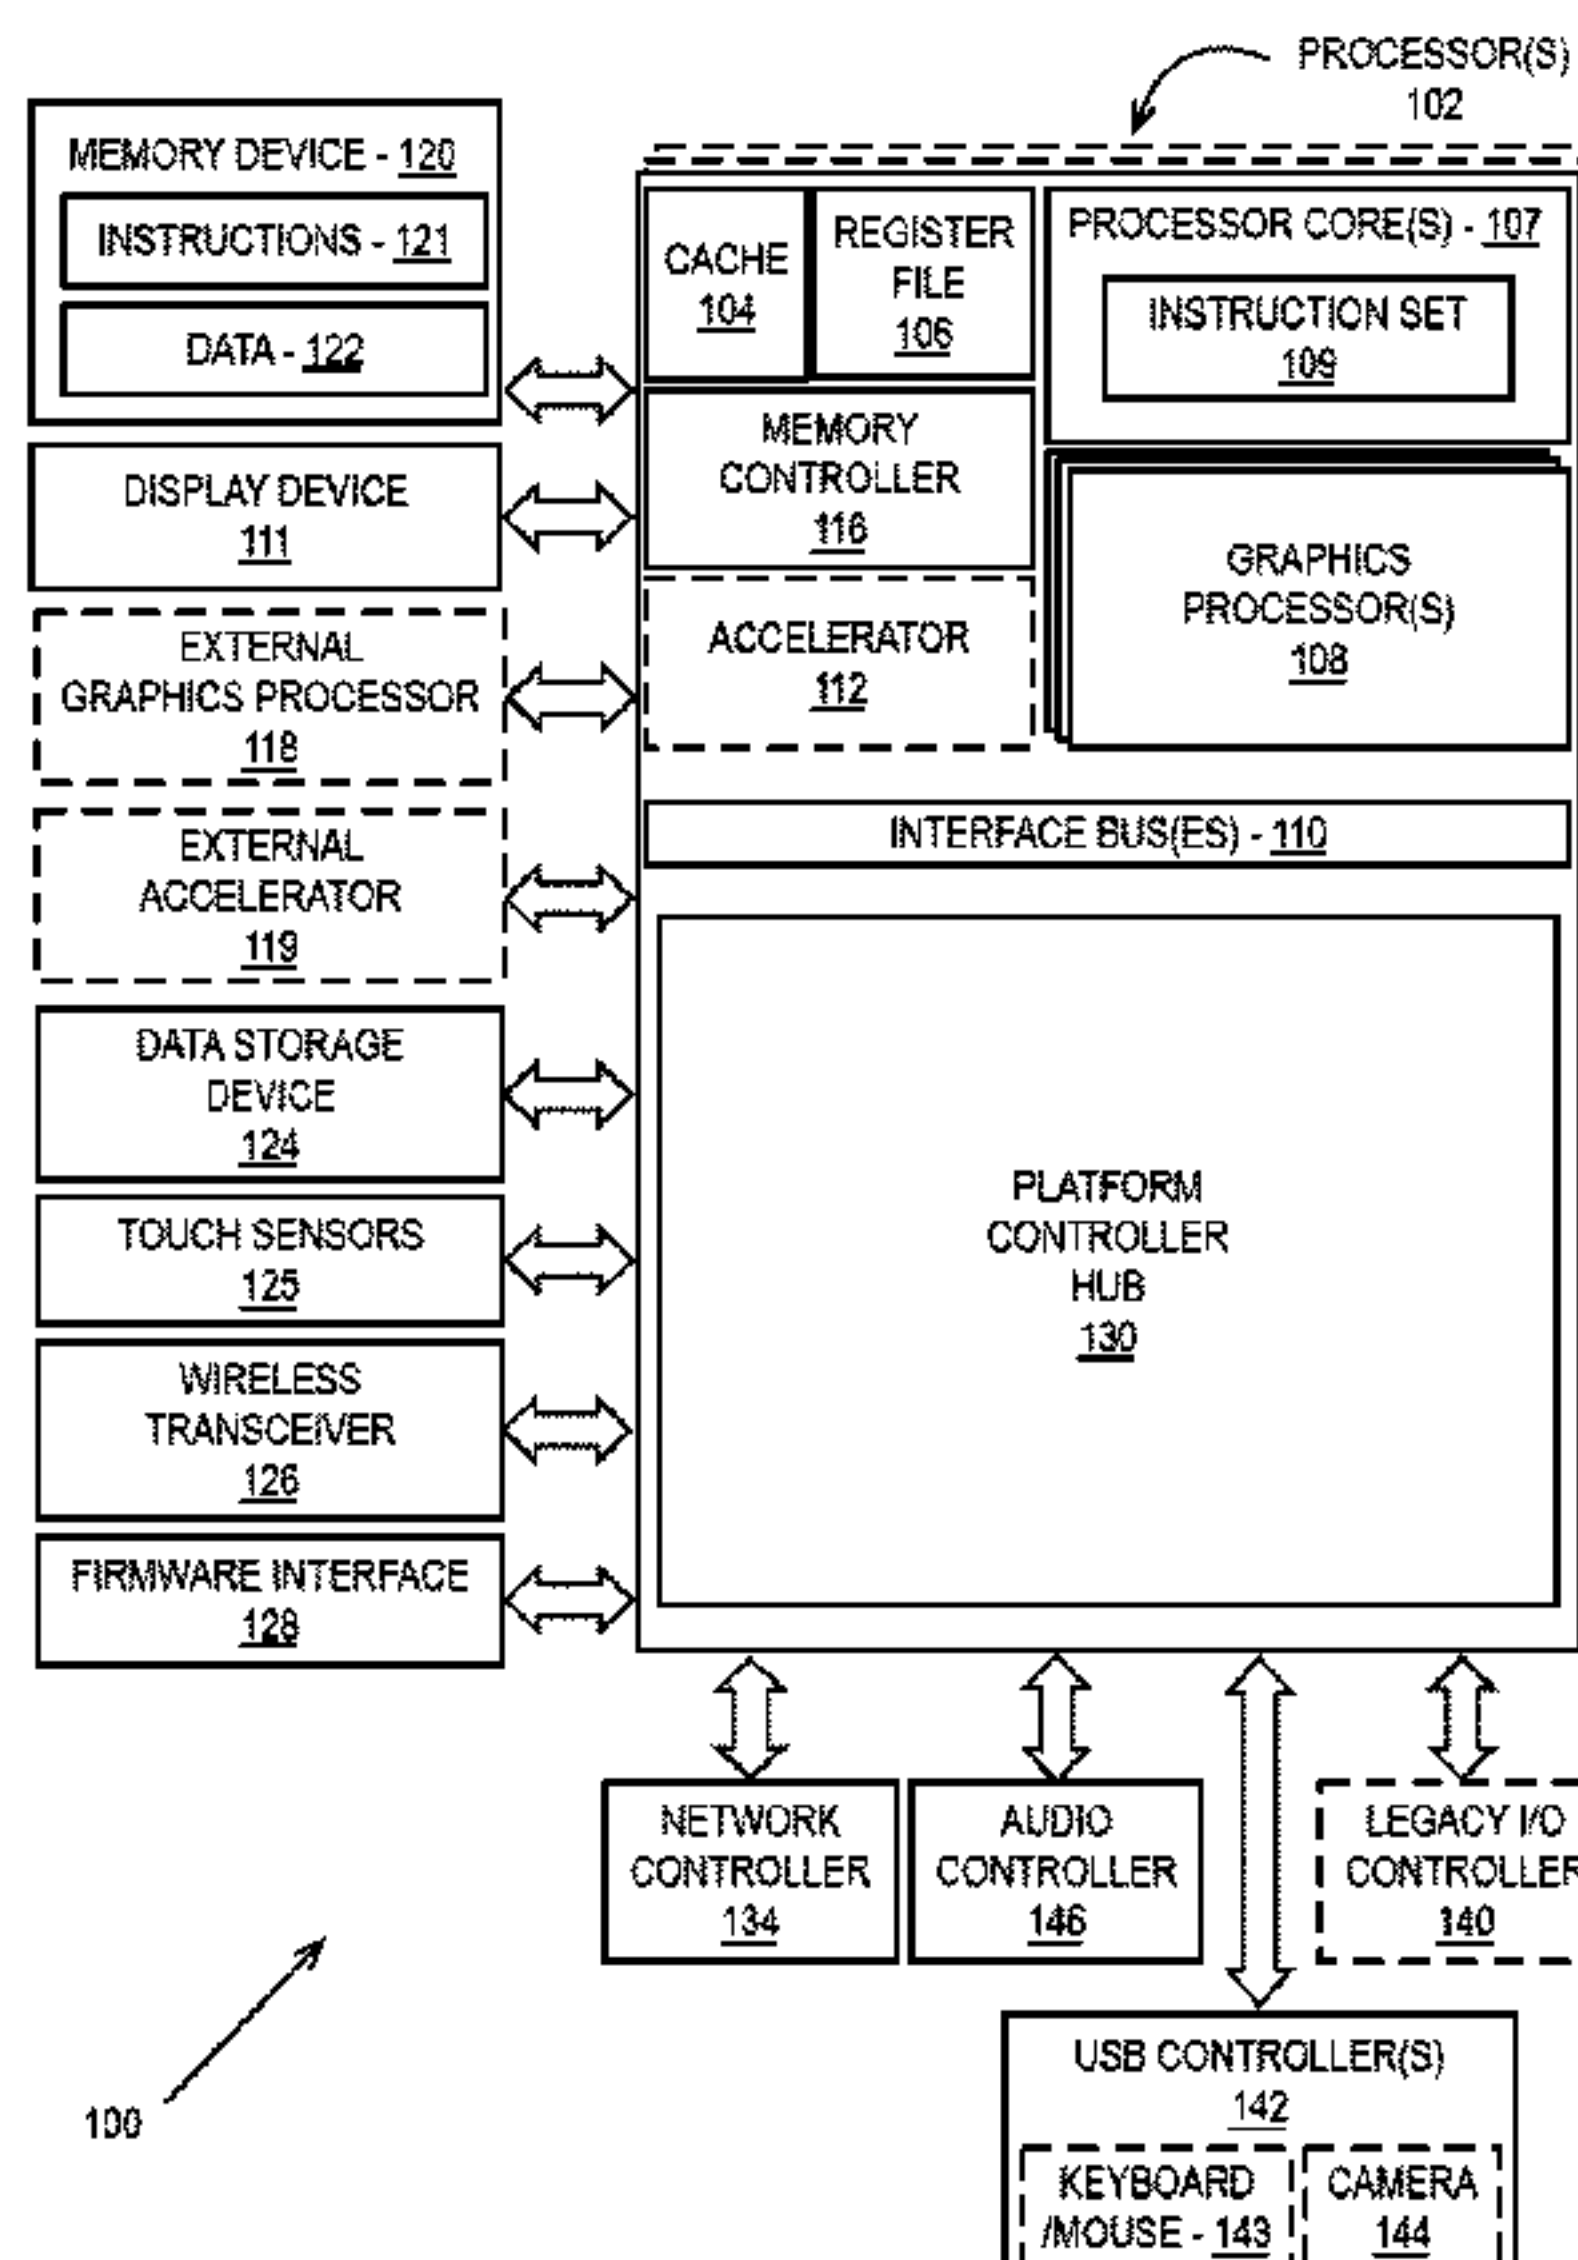 PROCESSOR(S)
102
MEMORY DEVICE - 120
INSTRUCTIONS - 121
DATA - 122
CACHE
104
REGISTER
FILE
106
PROCESSOR CORE(S) - 107
INSTRUCTION SET
109
MEMORY
CONTROLLER
116
DISPLAY DEVICE
111
GRAPHICS
PROCESSOR(S)
108
EXTERNAL
GRAPHICS PROCESSOR
118
ACCELERATOR
112
EXTERNAL
ACCELERATOR
119
INTERFACE BUS(ES) - 110
DATA STORAGE
DEVICE
124
TOUCH SENSORS
125
WIRELESS
TRANSCEIVER
126
FIRMWARE INTERFACE
128
PLATFORM
CONTROLLER
HUB
130
NETWORK
CONTROLLER
134
AUDIO
CONTROLLER
146
LEGACY I/O
CONTROLLER
140
USB CONTROLLER(S)
142
KEYBOARD
/MOUSE - 143
CAMERA
144
100